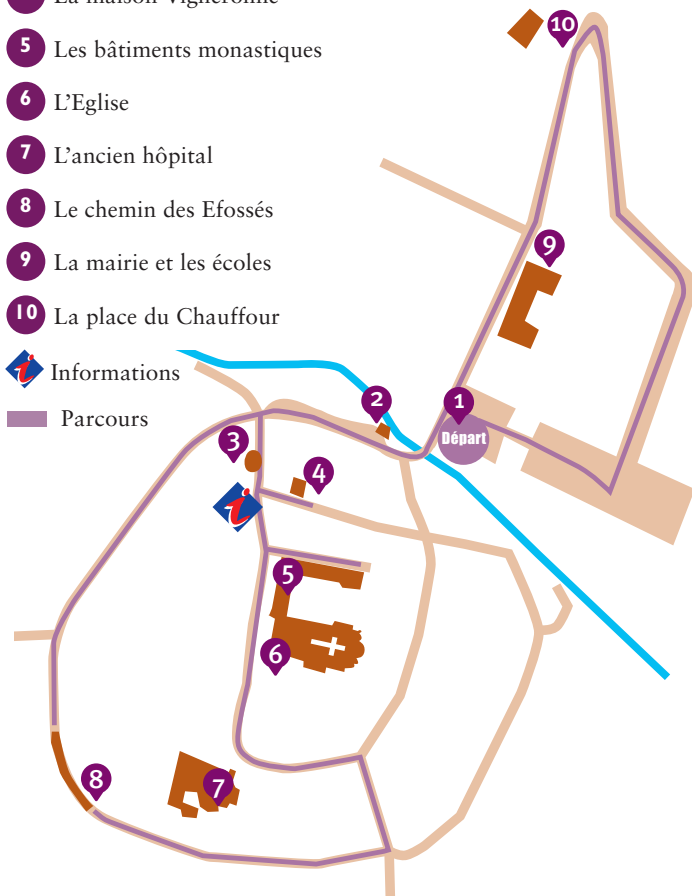 5 Les bâtiments monastiques
6 L'Eglise
7 L'ancien hôpital
8 Le chemin des Efossés
9 La mairie et les écoles
10 La place du Chauffour
i Informations
Parcours
10
9
2
1
Départ
3
4
i
5
6
8
7